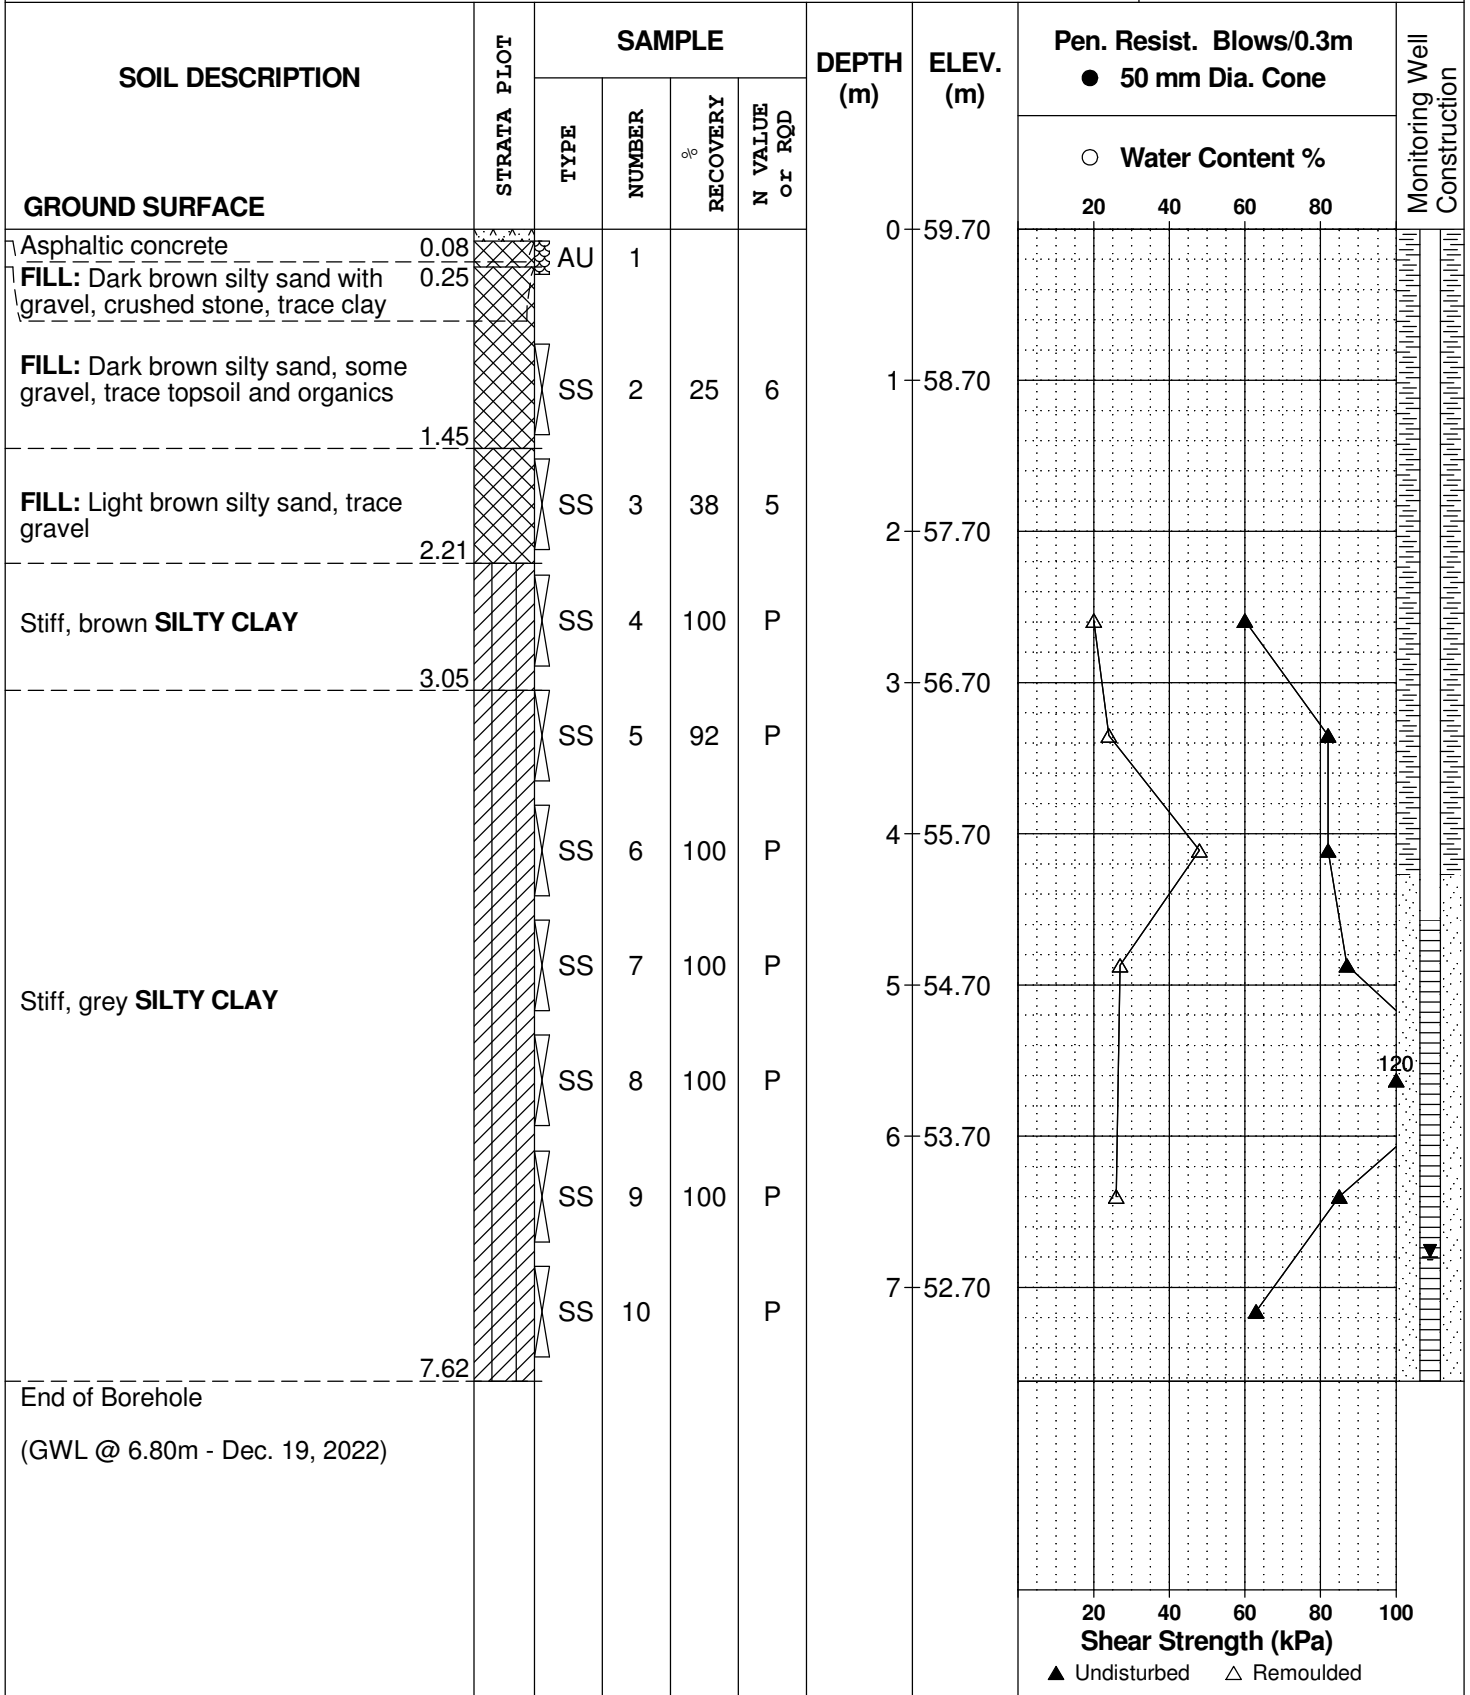 SOIL DESCRIPTION
GROUND SURFACE
STRATA PLOT
SAMPLE
TYPE
NUMBER
%
RECOVERY
N VALUE
or RQD
DEPTH
(m)
ELEV.
(m)
Pen. Resist. Blows/0.3m
● 50 mm Dia. Cone
○ Water Content %
20 40 60 80
Monitoring Well
Construction
0 59.70
Asphaltic concrete 0.08
AU 1
FILL: Dark brown silty sand with 0.25
gravel, crushed stone, trace clay
FILL: Dark brown silty sand, some
gravel, trace topsoil and organics
SS 2 25 6
1 58.70
1.45
FILL: Light brown silty sand, trace
gravel
SS 3 38 5
2 57.70
2.21
Stiff, brown SILTY CLAY
SS 4 100 P
3.05
3 56.70
SS 5 92 P
4 55.70
SS 6 100 P
SS 7 100 P
5 54.70
Stiff, grey SILTY CLAY
120
SS 8 100 P
6 53.70
SS 9 100 P
7 52.70
SS 10 P
7.62
End of Borehole
(GWL @ 6.80m - Dec. 19, 2022)
20 40 60 80 100
Shear Strength (kPa)
▲ Undisturbed △ Remoulded